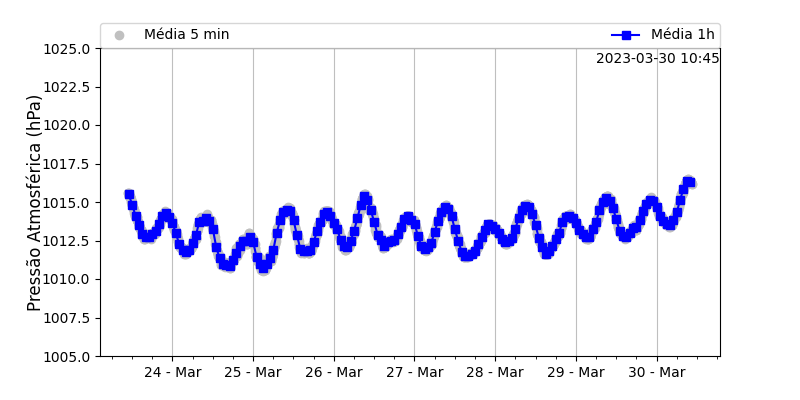 Média 5 min
Média 1h
2023-03-30 10:45
Pressão Atmosférica (hPa)
1025.0
1022.5
1020.0
1017.5
1015.0
1012.5
1010.0
1007.5
1005.0
24 - Mar
25 - Mar
26 - Mar
27 - Mar
28 - Mar
29 - Mar
30 - Mar